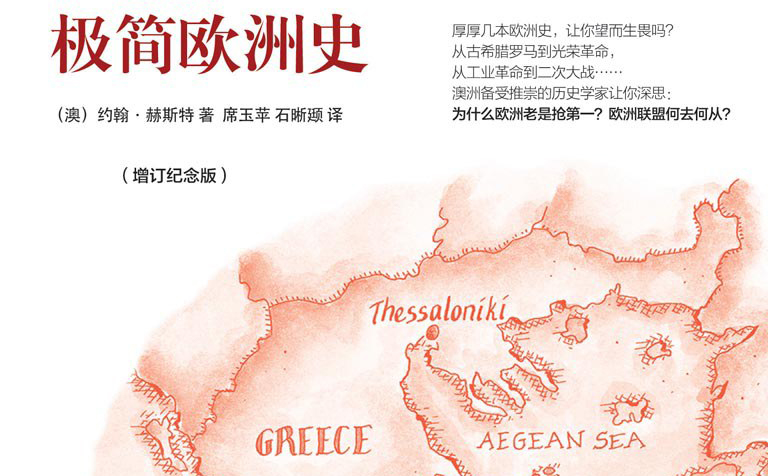 极简欧洲史
（澳）约翰·赫斯特 著 席玉苹 石晰颋 译
（增订纪念版）
厚厚几本欧洲史，让你望而生畏吗？
从古希腊罗马到光荣革命，
从工业革命到二次大战……
澳洲备受推崇的历史学家让你深思：
为什么欧洲老是抢第一？欧洲联盟何去何从？
Thessaloniki
GREECE
AEGEAN SEA